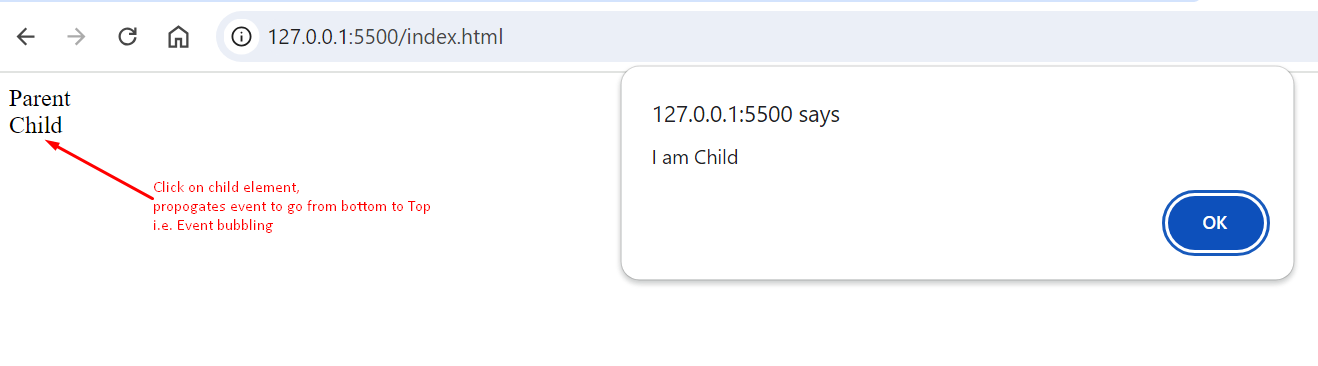 127.0.0.1:5500/index.html
Parent
Child
127.0.0.1:5500 says
I am Child
OK
Click on child element,
propogates event to go from bottom to Top
i.e. Event bubbling